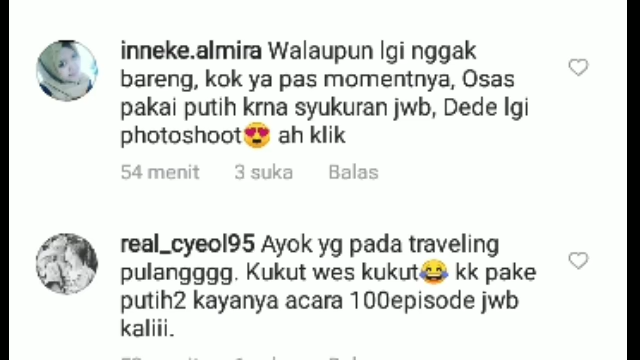 inneke.almira Walaupun lgi nggak
bareng, kok ya pas momentnya, Osas
pakai putih krna syukuran jwb, Dede lgi
photoshoot😍 ah klik
54 menit 3 suka Balas
real_cyeol95 Ayok yg pada traveling
pulangggg. Kukut wes kukut😂 kk pake
putih2 kayanya acara 100episode jwb
kaliii.